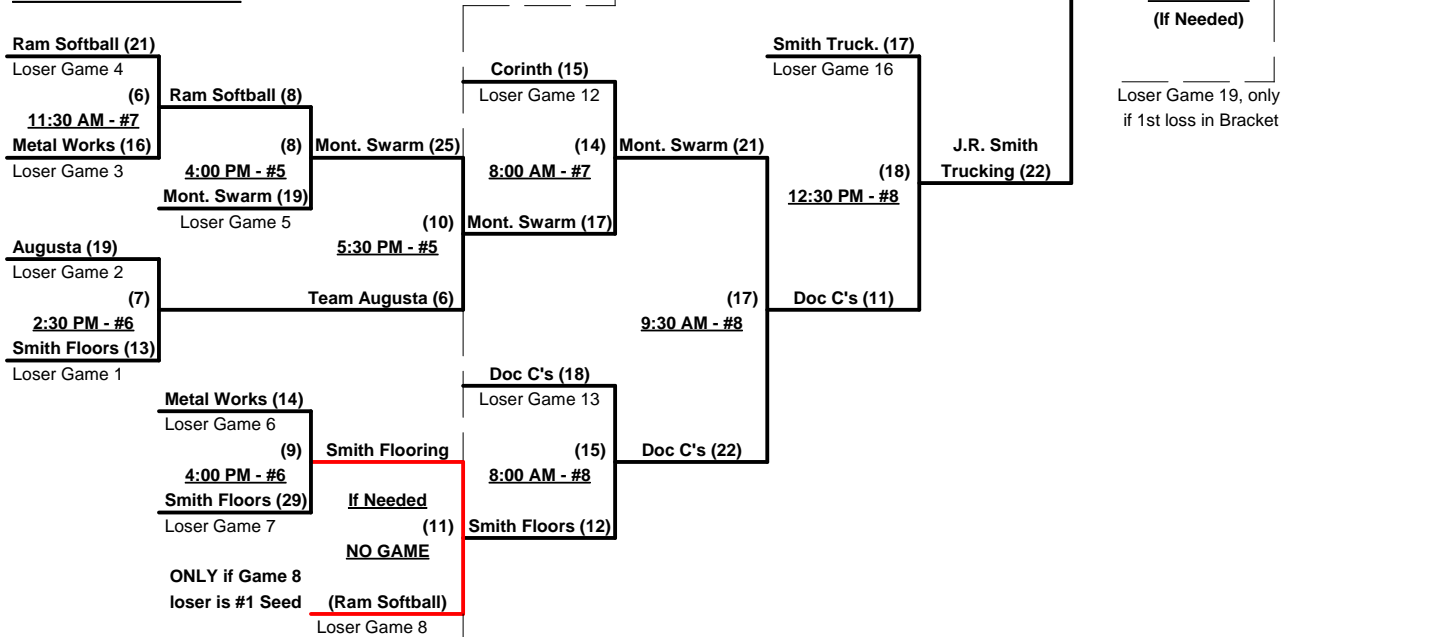 (If Needed)
Ram Softball (21)
Smith Truck. (17)
Loser Game 4
Corinth (15)
Loser Game 16
(6)
Ram Softball (8)
Loser Game 12
Loser Game 19, only
11:30 AM - #7
if 1st loss in Bracket
Metal Works (16)
(8)
Mont. Swarm (25)
(14)
Mont. Swarm (21)
J.R. Smith
Loser Game 3
4:00 PM - #5
8:00 AM - #7
(18)
Trucking (22)
Mont. Swarm (19)
12:30 PM - #8
Loser Game 5
(10)
Mont. Swarm (17)
Augusta (19)
5:30 PM - #5
Loser Game 2
(7)
Team Augusta (6)
(17)
Doc C's (11)
2:30 PM - #6
9:30 AM - #8
Smith Floors (13)
Loser Game 1
Doc C's (18)
Metal Works (14)
Loser Game 13
Loser Game 6
(9)
Smith Flooring
(15)
Doc C's (22)
4:00 PM - #6
8:00 AM - #8
Smith Floors (29)
If Needed
Loser Game 7
(11)
Smith Floors (12)
NO GAME
ONLY if Game 8
loser is #1 Seed
(Ram Softball)
Loser Game 8